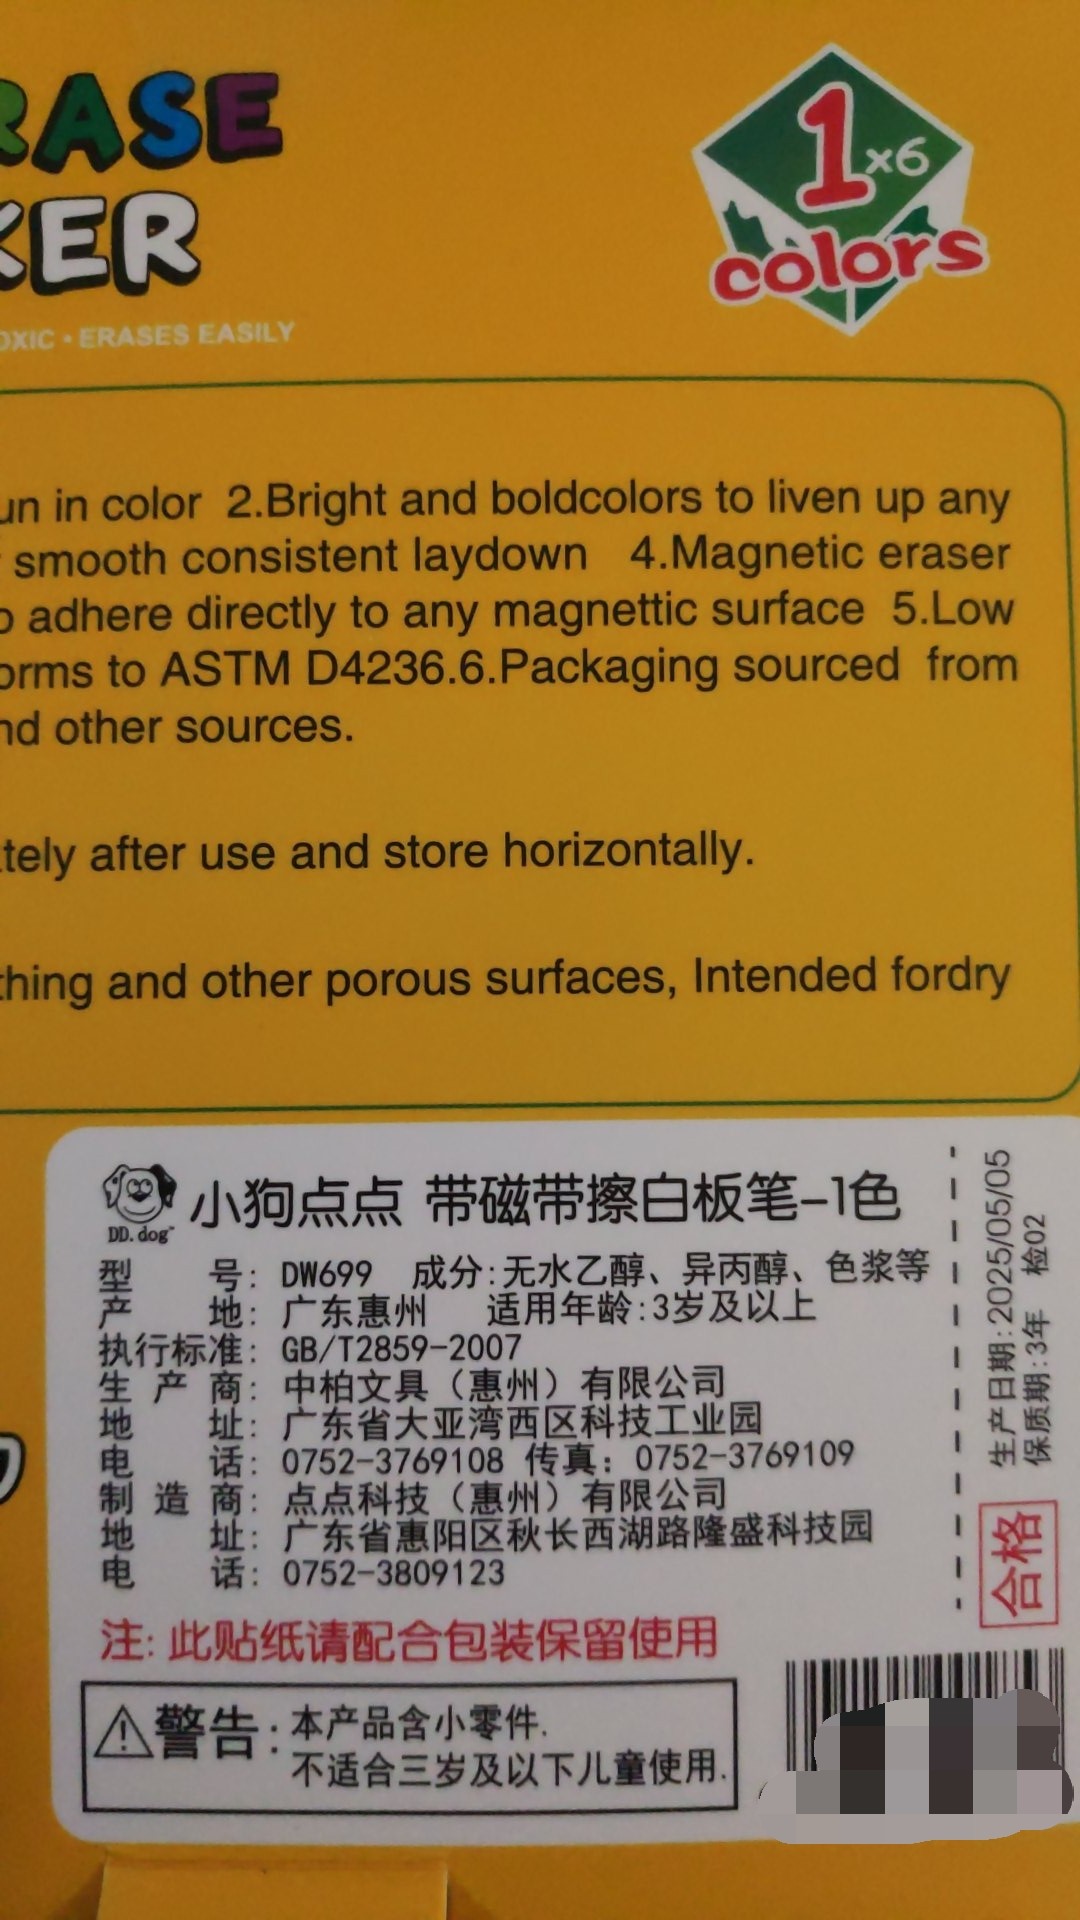 RASE
KER
OXIC • ERASES EASILY
1×6
colors
un in color 2.Bright and boldcolors to liven up any
smooth consistent laydown 4.Magnetic eraser
o adhere directly to any magnettic surface 5.Low
orms to ASTM D4236.6.Packaging sourced from
nd other sources.
tely after use and store horizontally.
thing and other porous surfaces, Intended fordry
DD.dog
小狗点点 带磁带擦白板笔-1色
型 号: DW699 成分:无水乙醇、异丙醇、色浆等
产 地: 广东惠州 适用年龄:3岁及以上
执行标准: GB/T2859-2007
生 产 商: 中柏文具（惠州）有限公司
地 址: 广东省大亚湾西区科技工业园
电 话: 0752-3769108 传真: 0752-3769109
制 造 商: 点点科技（惠州）有限公司
地 址: 广东省惠阳区秋长西湖路隆盛科技园
电 话: 0752-3809123
注: 此贴纸请配合包装保留使用
警告: 本产品含小零件.
不适合三岁及以下儿童使用.
生产日期:2025/05/05
保质期:3年 检02
合格